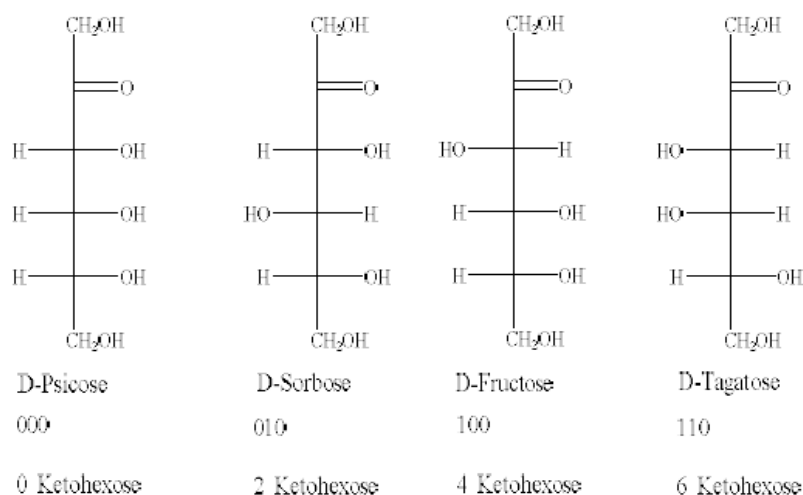 CH₂OH CH₂OH CH₂OH CH₂OH
O O O O
H OH H OH HO H HO H
H OH HO H H OH HO H
H OH H OH H OH H OH
CH₂OH CH₂OH CH₂OH CH₂OH
D-Psicose D-Sorbose D-Fructose D-Tagatose
000 010 100 110
0 Ketohexose 2 Ketohexose 4 Ketohexose 6 Ketohexose